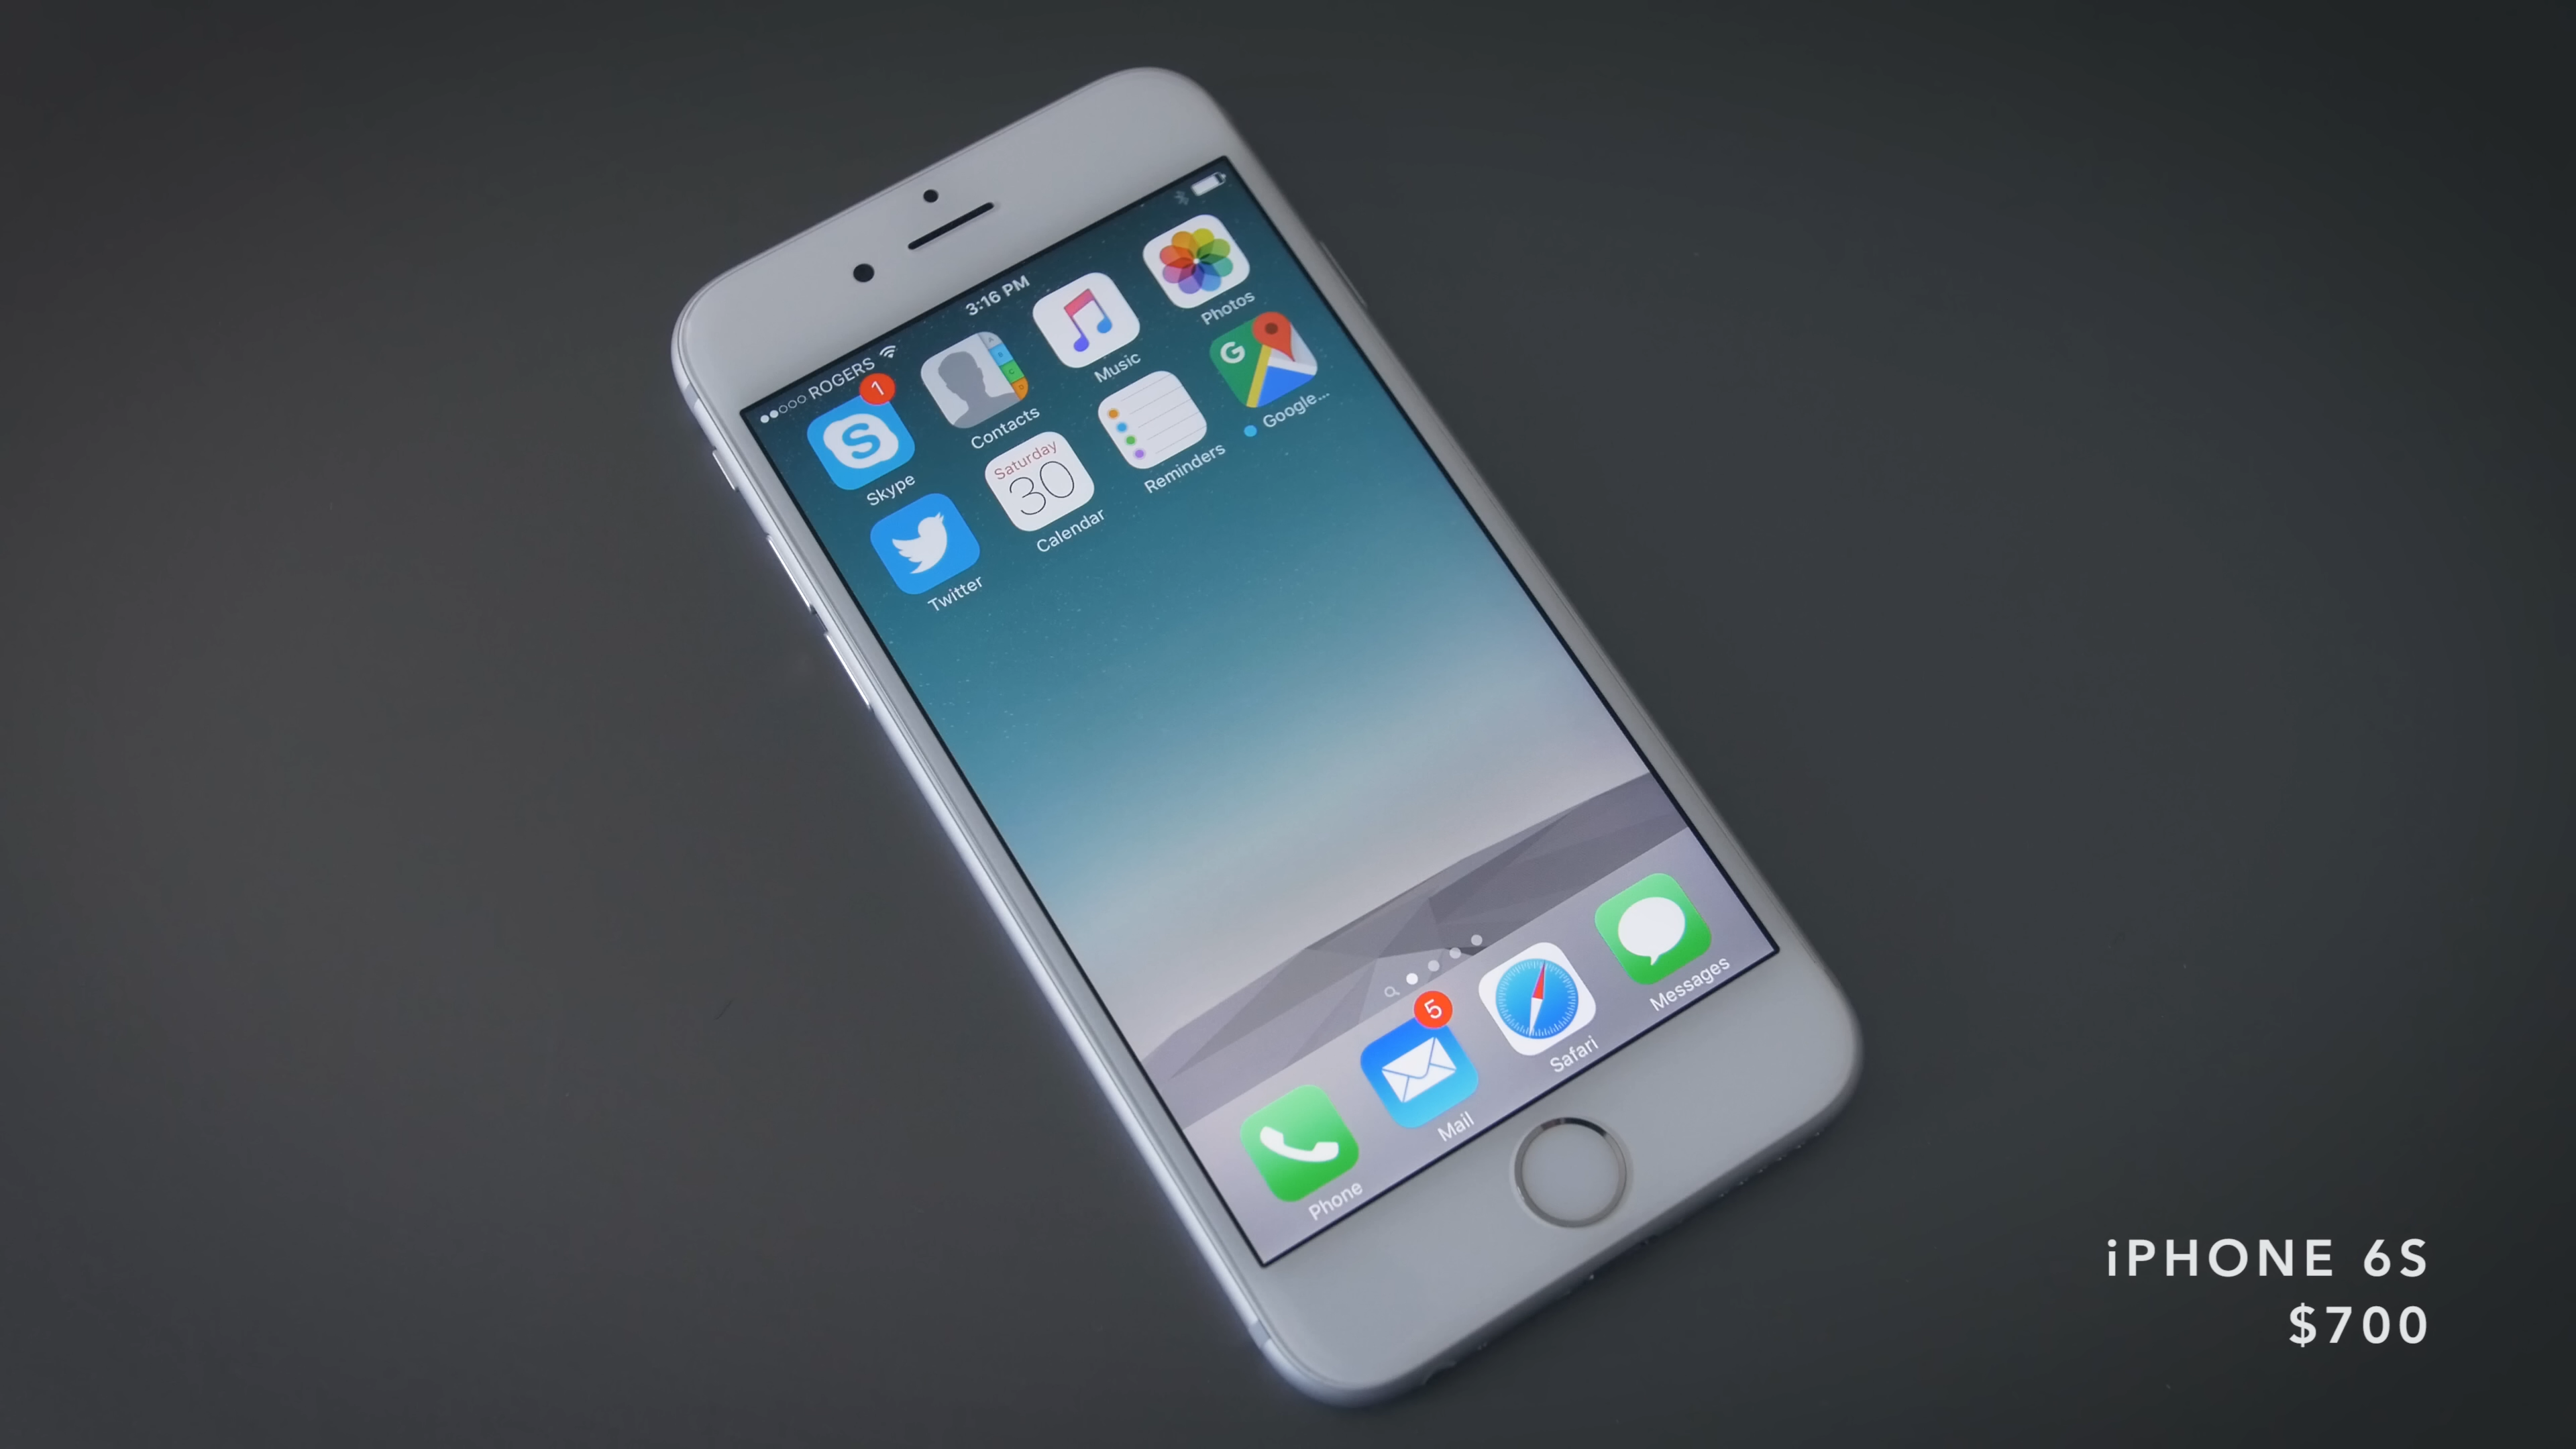 ROGERS 3:16 PM
1
Skype Contacts Music Photos
G
Saturday
30
Twitter Calendar Reminders Google...
5
Phone Mail Safari Messages
iPHONE 6S
$700